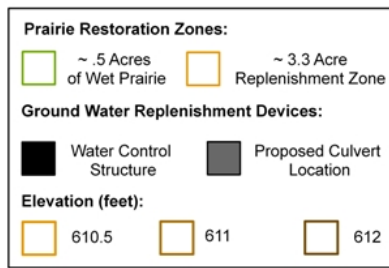 Prairie Restoration Zones:
~ .5 Acres ~ 3.3 Acre
of Wet Prairie Replenishment Zone
Ground Water Replenishment Devices:
Water Control Proposed Culvert
Structure Location
Elevation (feet):
610.5 611 612